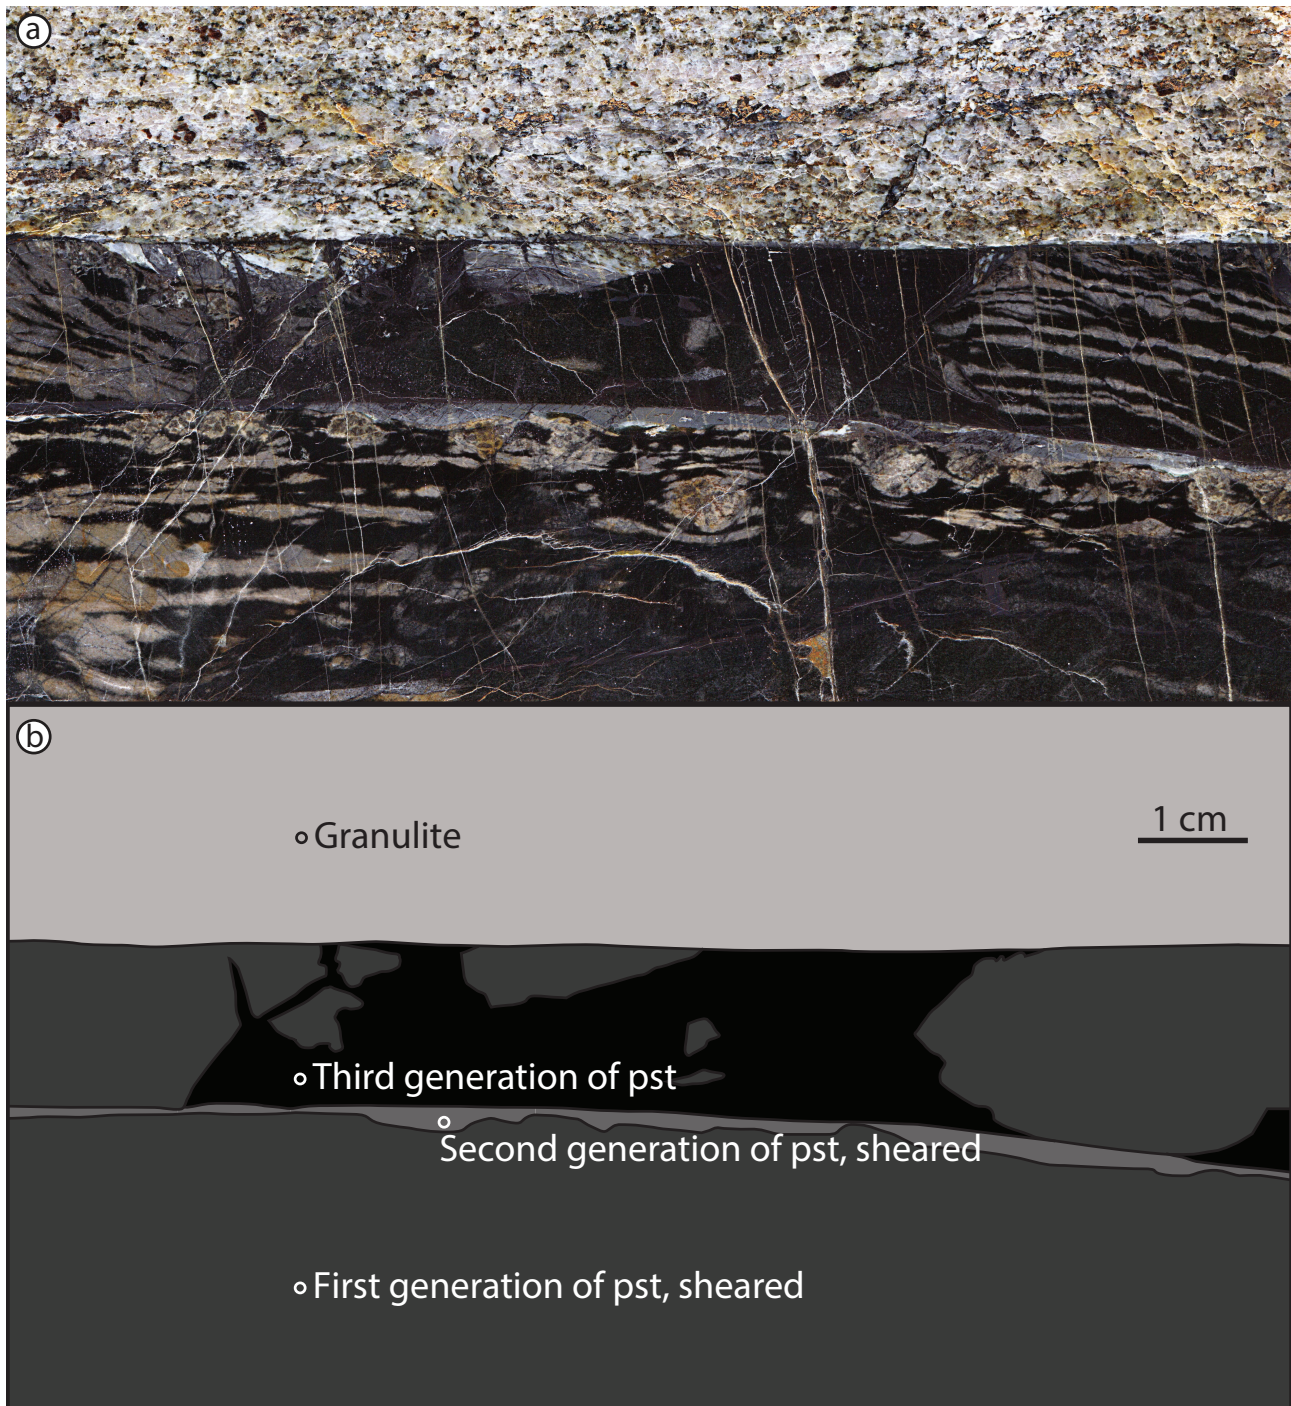 a
b
Granulite
1 cm
Third generation of pst
Second generation of pst, sheared
First generation of pst, sheared